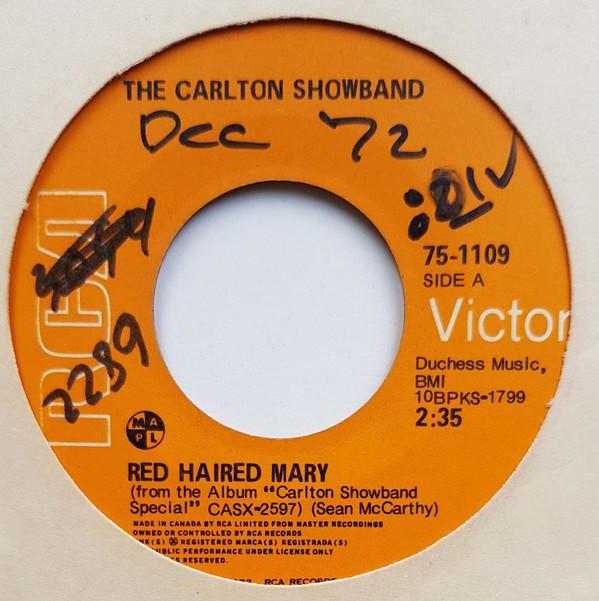 THE CARLTON SHOWBAND
DCC 72
75-1109
SIDE A
RCA
Victor
2289
Duchess Music,
BMI
10BPKS-1799
2:35
MAPL
RED HAIRED MARY
(from the Album "Carlton Showband
Special" CASX-2597) (Sean McCarthy)
MADE IN CANADA BY RCA LIMITED FROM MASTER RECORDINGS
OWNED OR CONTROLLED BY RCA RECORDS
REGISTERED MARCA(S) REGISTRADA(S)
PUBLIC PERFORMANCE UNDER LICENSE ONLY
RESERVED.
RCA RECORDS